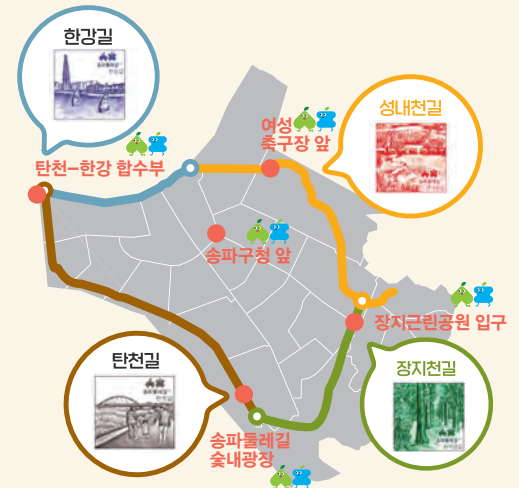 한강길
탄천–한강 합수부
여성
축구장 앞
성내천길
송파구청 앞
장지근린공원 입구
탄천길
장지천길
송파둘레길
숯내광장